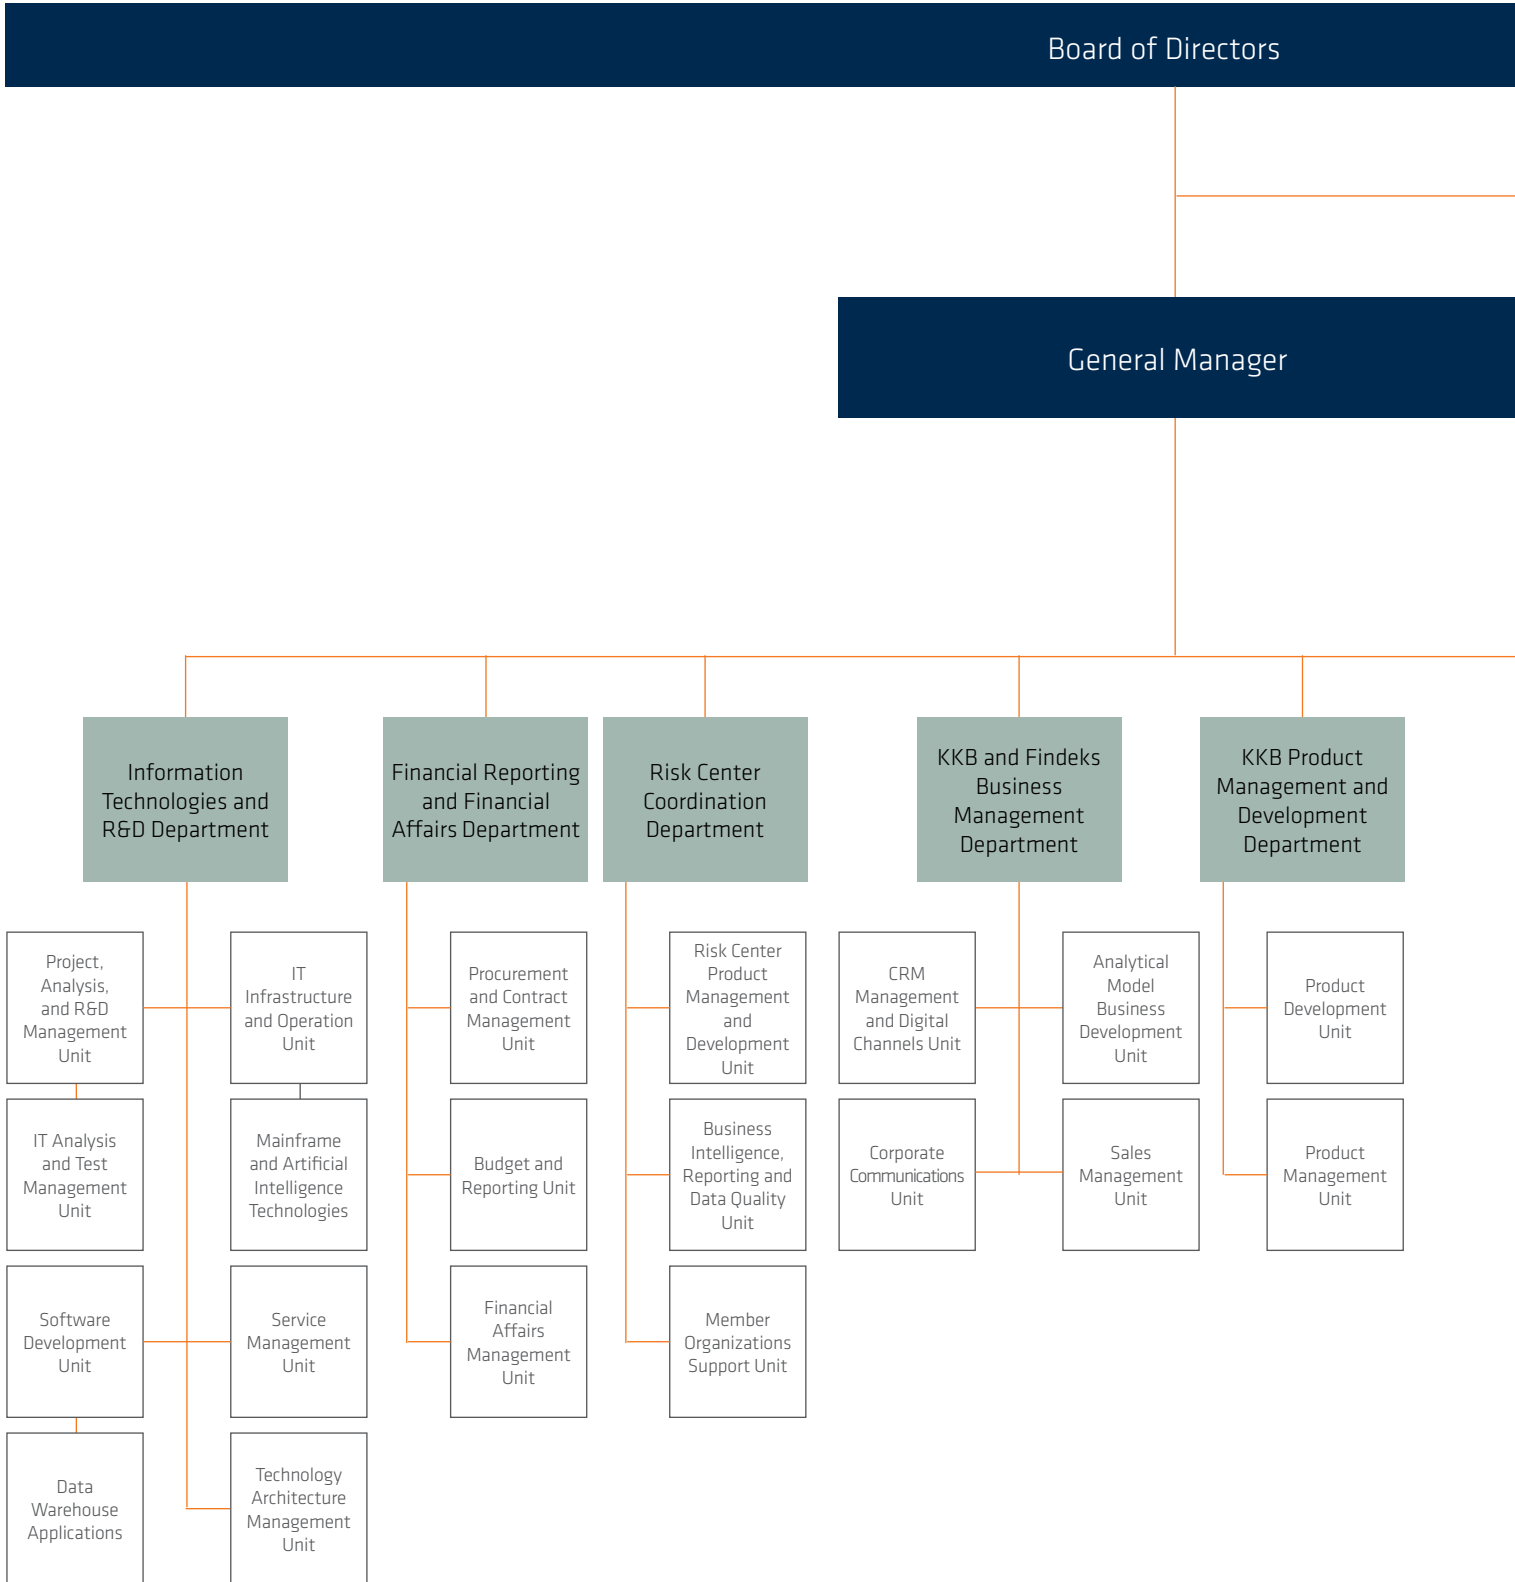 Board of Directors
General Manager
Information
Technologies and
R&D Department
Financial Reporting
and Financial
Affairs Department
Risk Center
Coordination
Department
KKB and Findeks
Business
Management
Department
KKB Product
Management and
Development
Department
Project,
Analysis,
and R&D
Management
Unit
IT
Infrastructure
and Operation
Unit
Procurement
and Contract
Management
Unit
Risk Center
Product
Management
and
Development
Unit
CRM
Management
and Digital
Channels Unit
Analytical
Model
Business
Development
Unit
Product
Development
Unit
IT Analysis
and Test
Management
Unit
Mainframe
and Artificial
Intelligence
Technologies
Budget and
Reporting Unit
Business
Intelligence,
Reporting and
Data Quality
Unit
Corporate
Communications
Unit
Sales
Management
Unit
Product
Management
Unit
Software
Development
Unit
Service
Management
Unit
Financial
Affairs
Management
Unit
Member
Organizations
Support Unit
Data
Warehouse
Applications
Technology
Architecture
Management
Unit